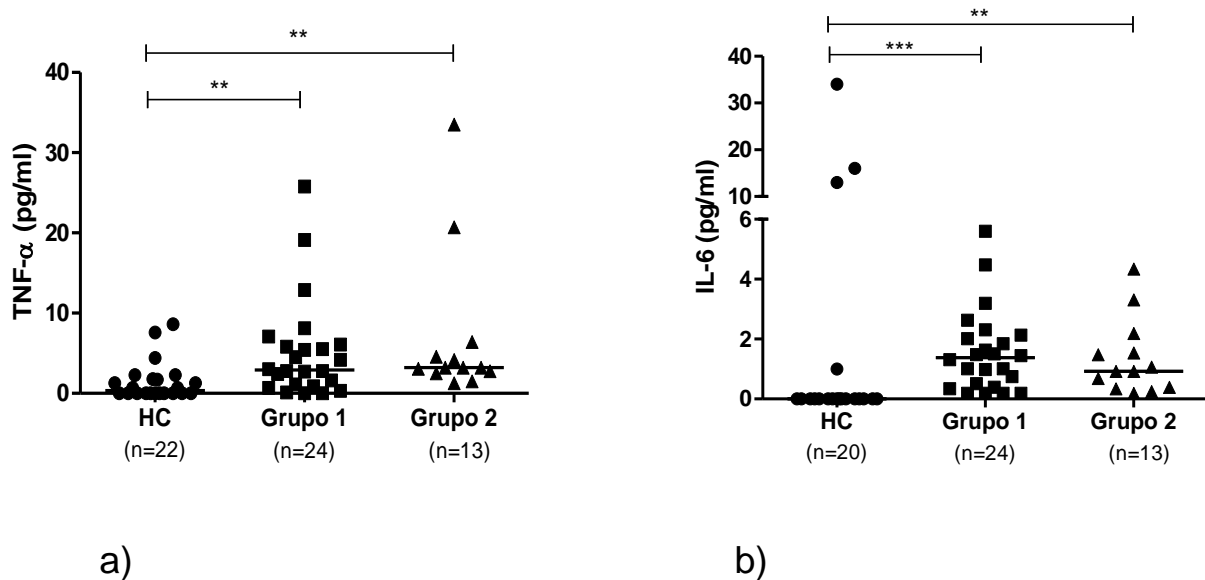 **
**
40
30
20
10
0
TNF-α (pg/ml)
HC
Grupo 1
Grupo 2
(n=22)
(n=24)
(n=13)
a)
**
***
40
30
20
10
6
4
2
0
IL-6 (pg/ml)
HC
Grupo 1
Grupo 2
(n=20)
(n=24)
(n=13)
b)